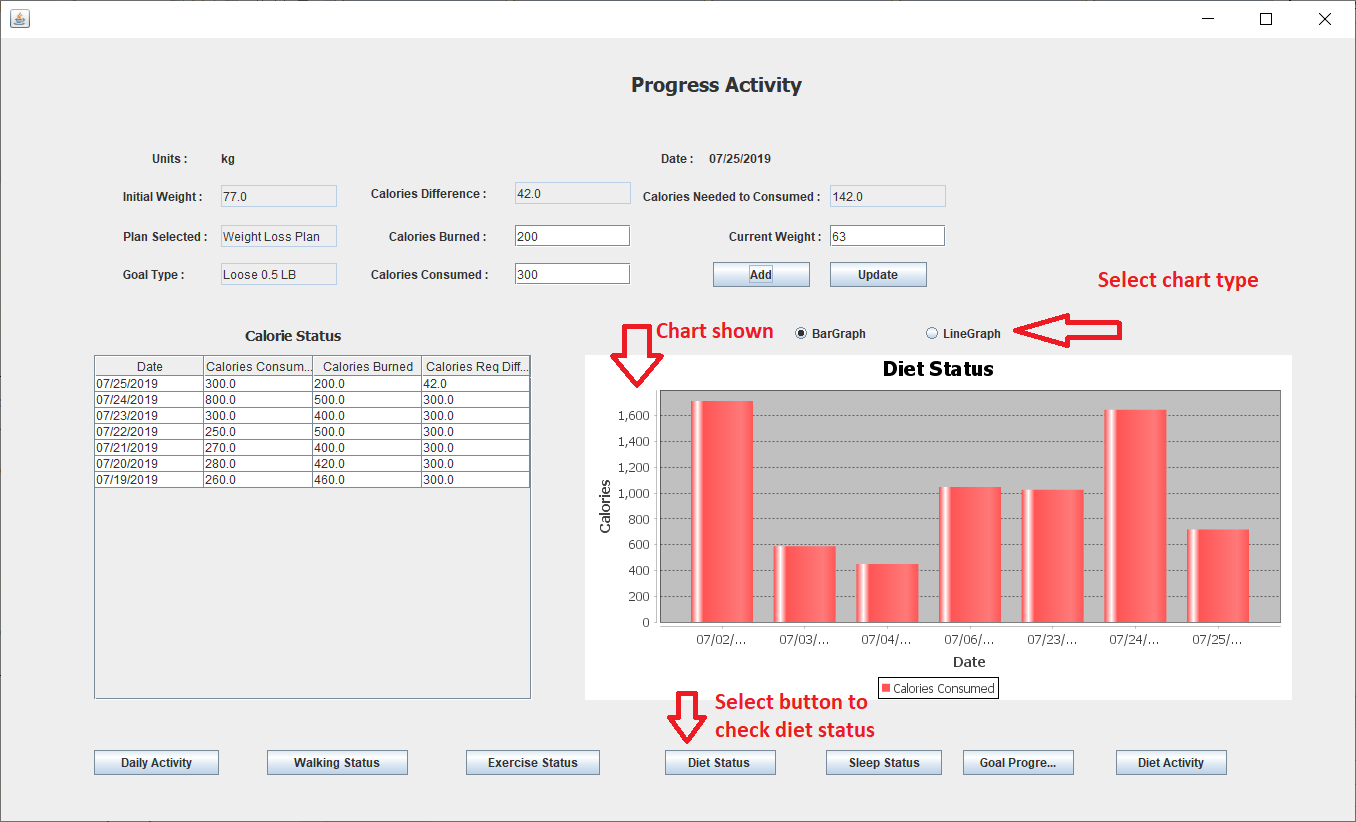 Progress Activity
Units : kg Date : 07/25/2019
Initial Weight : 77.0 Calories Difference : 42.0 Calories Needed to Consumed : 142.0
Plan Selected : Weight Loss Plan Calories Burned : 200 Current Weight : 63
Goal Type : Loose 0.5 LB Calories Consumed : 300 Add Update
Select chart type
Chart shown BarGraph LineGraph
Calorie Status
Date Calories Consum... Calories Burned Calories Req Diff...
07/25/2019 300.0 200.0 42.0
07/24/2019 800.0 500.0 300.0
07/23/2019 300.0 400.0 300.0
07/22/2019 250.0 500.0 300.0
07/21/2019 270.0 400.0 300.0
07/20/2019 280.0 420.0 300.0
07/19/2019 260.0 460.0 300.0
Diet Status
Calories
1,600
1,400
1,200
1,000
800
600
400
200
0
07/02/... 07/03/... 07/04/... 07/06/... 07/23/... 07/24/... 07/25/...
Date
Calories Consumed
Select button to
check diet status
Daily Activity Walking Status Exercise Status Diet Status Sleep Status Goal Progre... Diet Activity